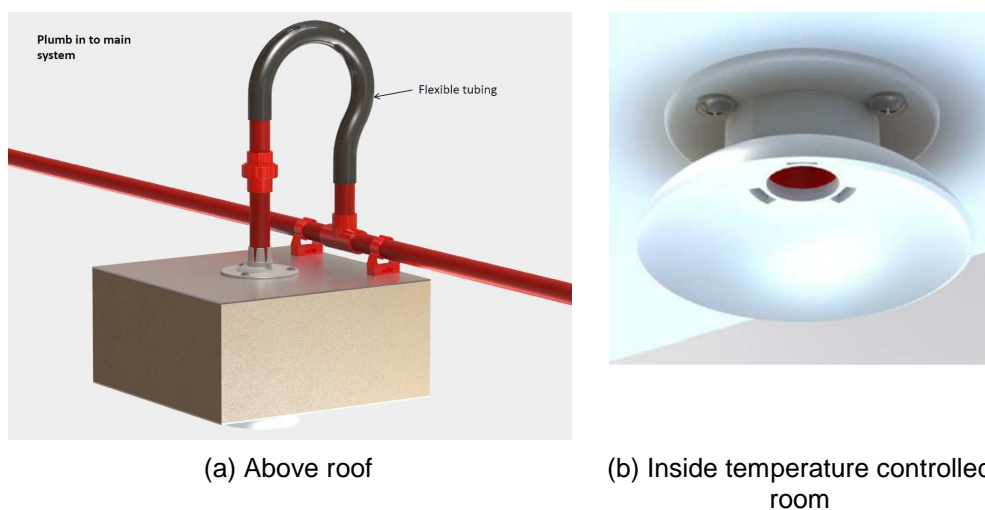 Plumb in to main
system
Flexible tubing
(a) Above roof
(b) Inside temperature controlled
room